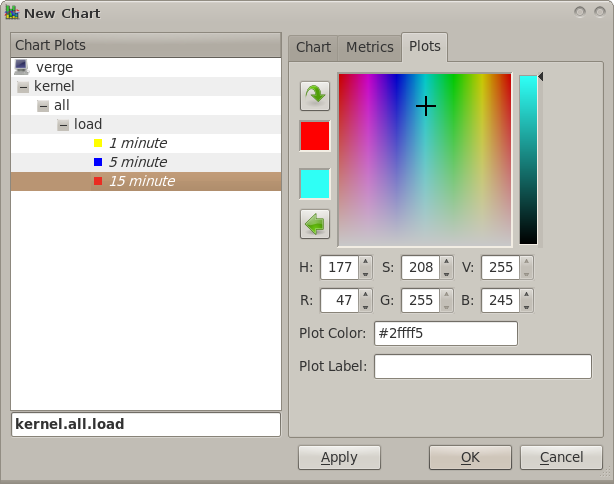 New Chart
Chart Plots
verge
kernel
all
load
1 minute
5 minute
15 minute
kernel.all.load
Chart Metrics Plots
H: 177 S: 208 V: 255
R: 47 G: 255 B: 245
Plot Color: #2ffff5
Plot Label:
Apply OK Cancel